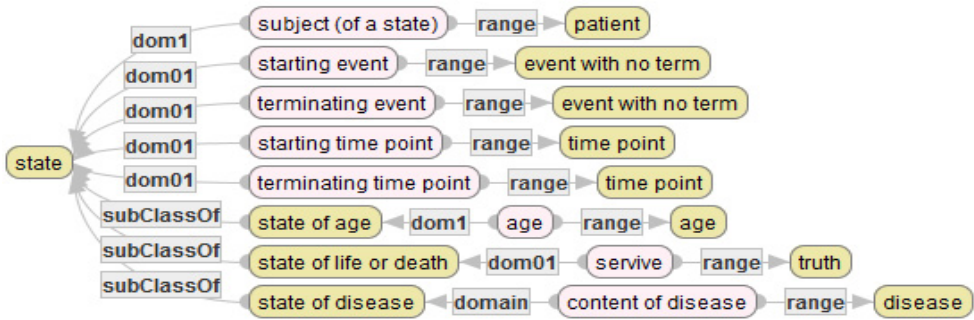 dom1 subject (of a state) range patient
dom01 starting event range event with no term
dom01 terminating event range event with no term
dom01 starting time point range time point
state
dom01 terminating time point range time point
subClassOf state of age dom1 age range age
subClassOf state of life or death dom01 servive range truth
subClassOf state of disease domain content of disease range disease